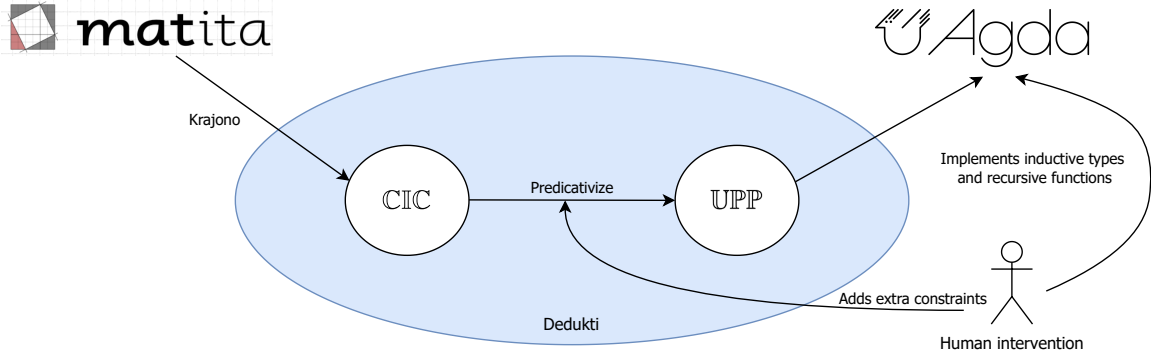 matita
Agda
Krajono
Implements inductive types
and recursive functions
Predicativize
ℂ𝕀ℂ
𝕌ℙℙ
Adds extra constraints
Dedukti
Human intervention